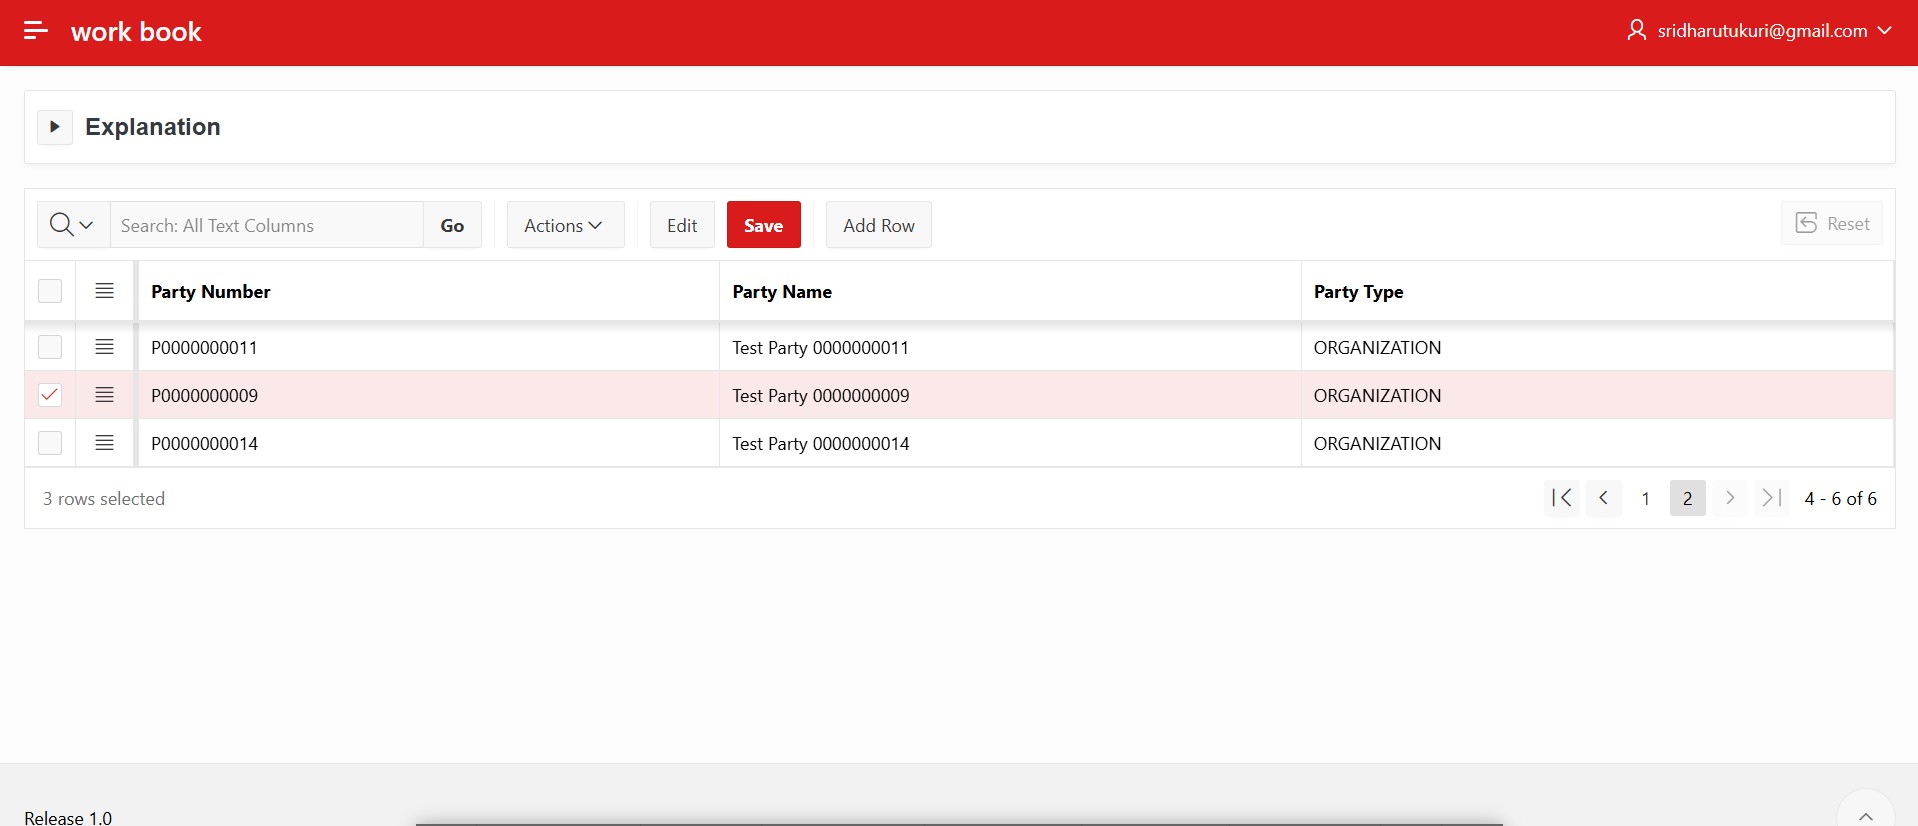 work book
sridharutukuri@gmail.com
Explanation
Search: All Text Columns Go Actions Edit Save Add Row Reset
Party Number Party Name Party Type
P0000000011 Test Party 0000000011 ORGANIZATION
P0000000009 Test Party 0000000009 ORGANIZATION
P0000000014 Test Party 0000000014 ORGANIZATION
3 rows selected 1 2 4 - 6 of 6
Release 1.0